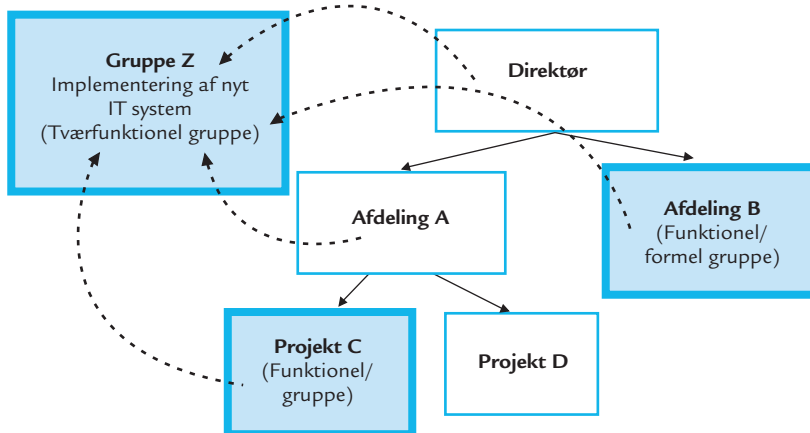 Gruppe Z
Implementering af nyt
IT system
(Tværfunktionel gruppe)
Direktør
Afdeling A
Afdeling B
(Funktionel/
formel gruppe)
Projekt C
(Funktionel/
gruppe)
Projekt D